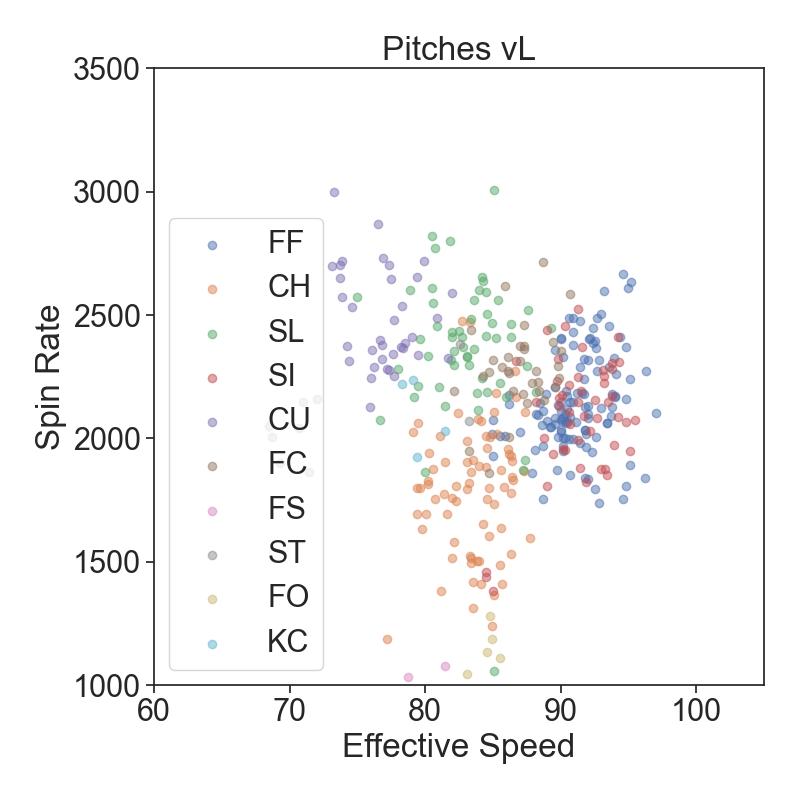 Pitches vL
3500
3000
2500
2000
1500
1000
Spin Rate
FF
CH
SL
SI
CU
FC
FS
ST
FO
KC
60
70
80
90
100
Effective Speed